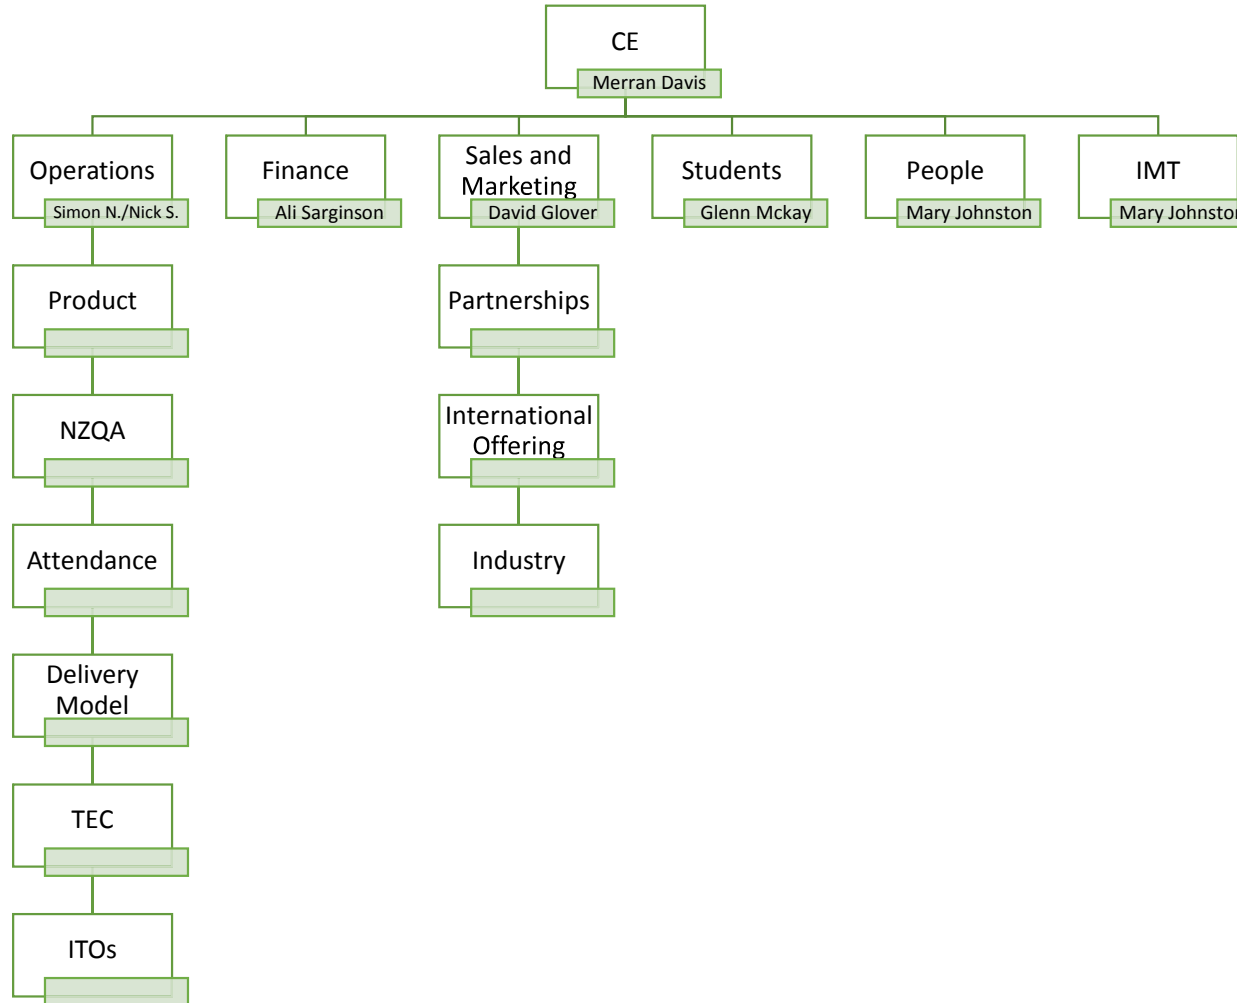 CE
Merran Davis
Operations
Simon N./Nick S.
Finance
Ali Sarginson
Sales and
Marketing
David Glover
Students
Glenn Mckay
People
Mary Johnston
IMT
Mary Johnston
Product
Partnerships
NZQA
International
Offering
Attendance
Industry
Delivery
Model
TEC
ITOs